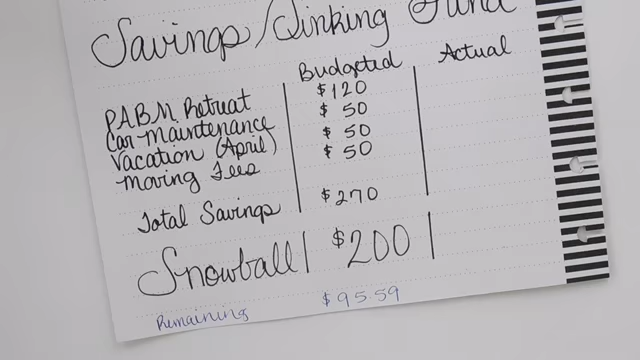 Savings/Sinking Fund
Budgeted Actual
P.A.B.M. Retreat $120
Car Maintenance $ 50
Vacation (April) $ 50
Moving Fees $ 50
Total Savings $270
Snowball $200
Remaining $95.59